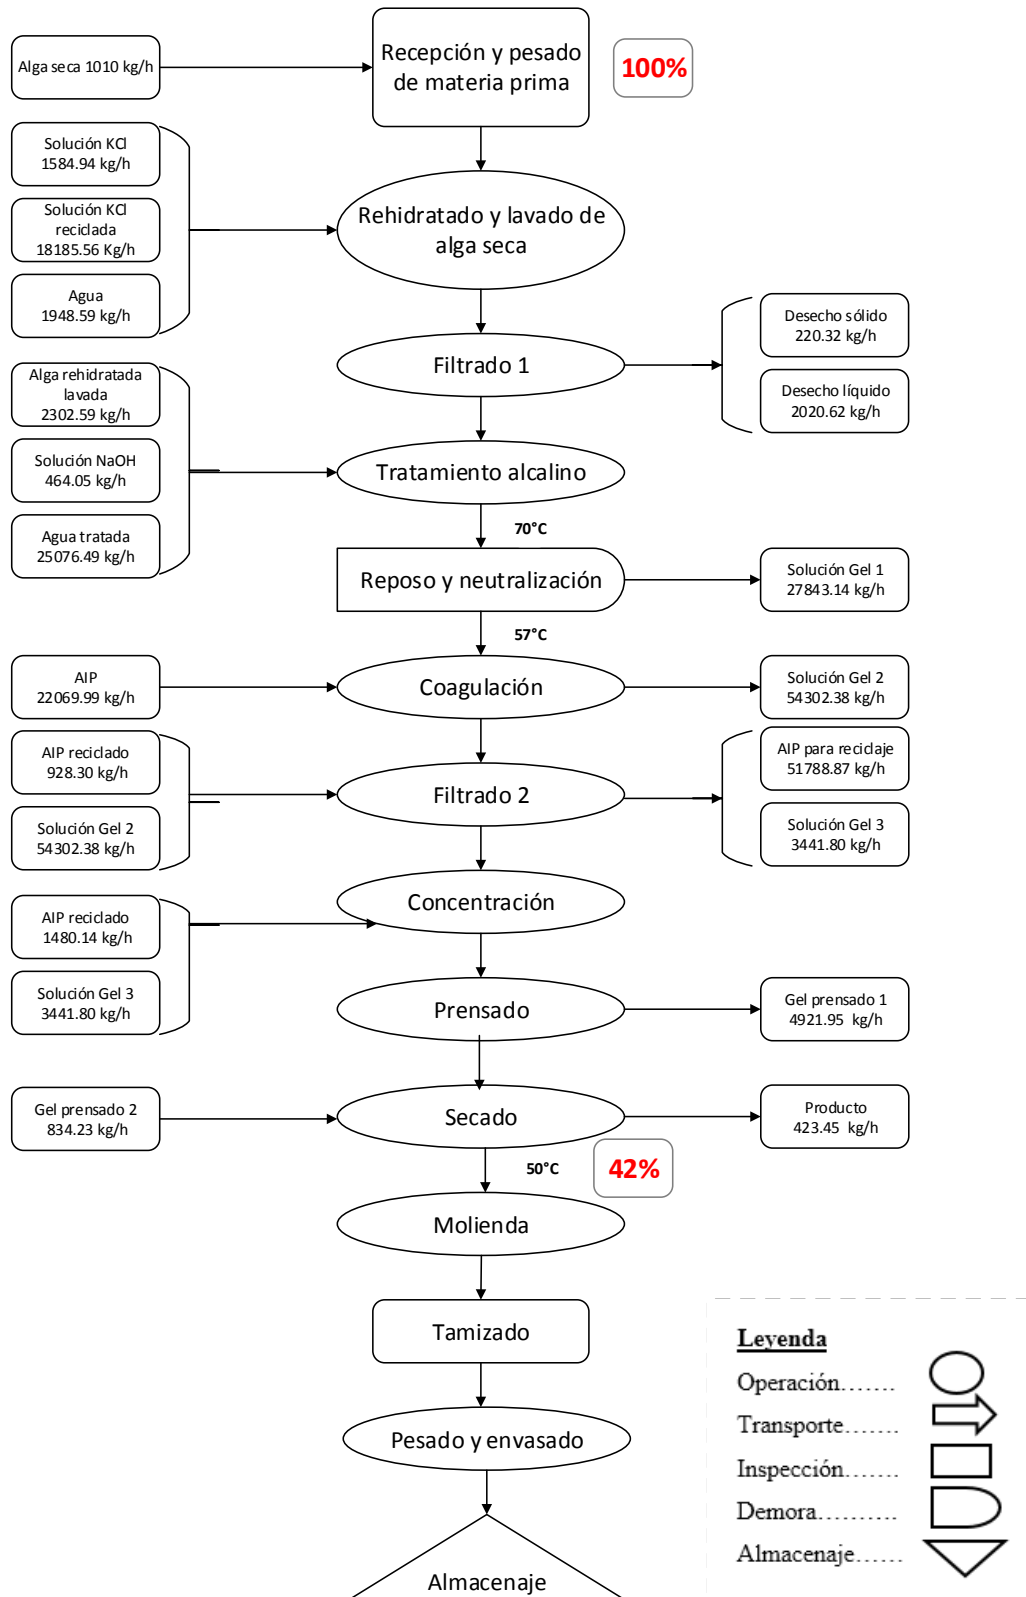 Alga seca 1010 kg/h
Recepción y pesado
de materia prima
100%
Solución KCl
1584.94 kg/h
Solución KCl
reciclada
18185.56 Kg/h
Agua
1948.59 kg/h
Rehidratado y lavado de
alga seca
Filtrado 1
Desecho sólido
220.32 kg/h
Desecho líquido
2020.62 kg/h
Alga rehidratada
lavada
2302.59 kg/h
Solución NaOH
464.05 kg/h
Agua tratada
25076.49 kg/h
Tratamiento alcalino
70°C
Reposo y neutralización
Solución Gel 1
27843.14 kg/h
57°C
AIP
22069.99 kg/h
Coagulación
Solución Gel 2
54302.38 kg/h
AIP reciclado
928.30 kg/h
Solución Gel 2
54302.38 kg/h
Filtrado 2
AIP para reciclaje
51788.87 kg/h
Solución Gel 3
3441.80 kg/h
AIP reciclado
1480.14 kg/h
Solución Gel 3
3441.80 kg/h
Concentración
Prensado
Gel prensado 1
4921.95 kg/h
Gel prensado 2
834.23 kg/h
Secado
Producto
423.45 kg/h
50°C
42%
Molienda
Tamizado
Pesado y envasado
Almacenaje
Leyenda
Operación.......
Transporte.......
Inspección.......
Demora..........
Almacenaje......